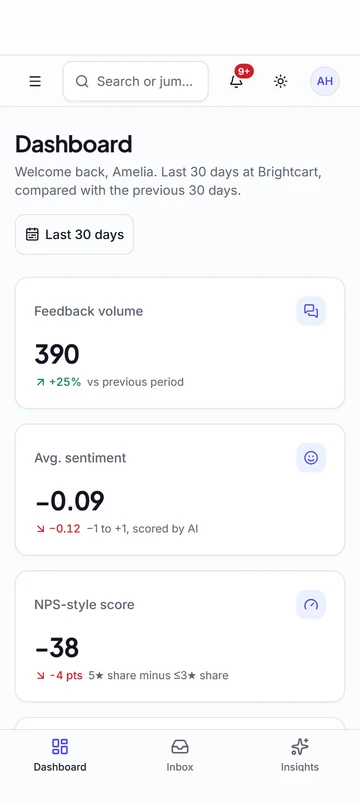 Search or jum...
9+
AH
Dashboard
Welcome back, Amelia. Last 30 days at Brightcart,
compared with the previous 30 days.
Last 30 days
Feedback volume
390
+25% vs previous period
Avg. sentiment
−0.09
−0.12 −1 to +1, scored by AI
NPS-style score
−38
-4 pts 5★ share minus ≤3★ share
Dashboard
Inbox
Insights